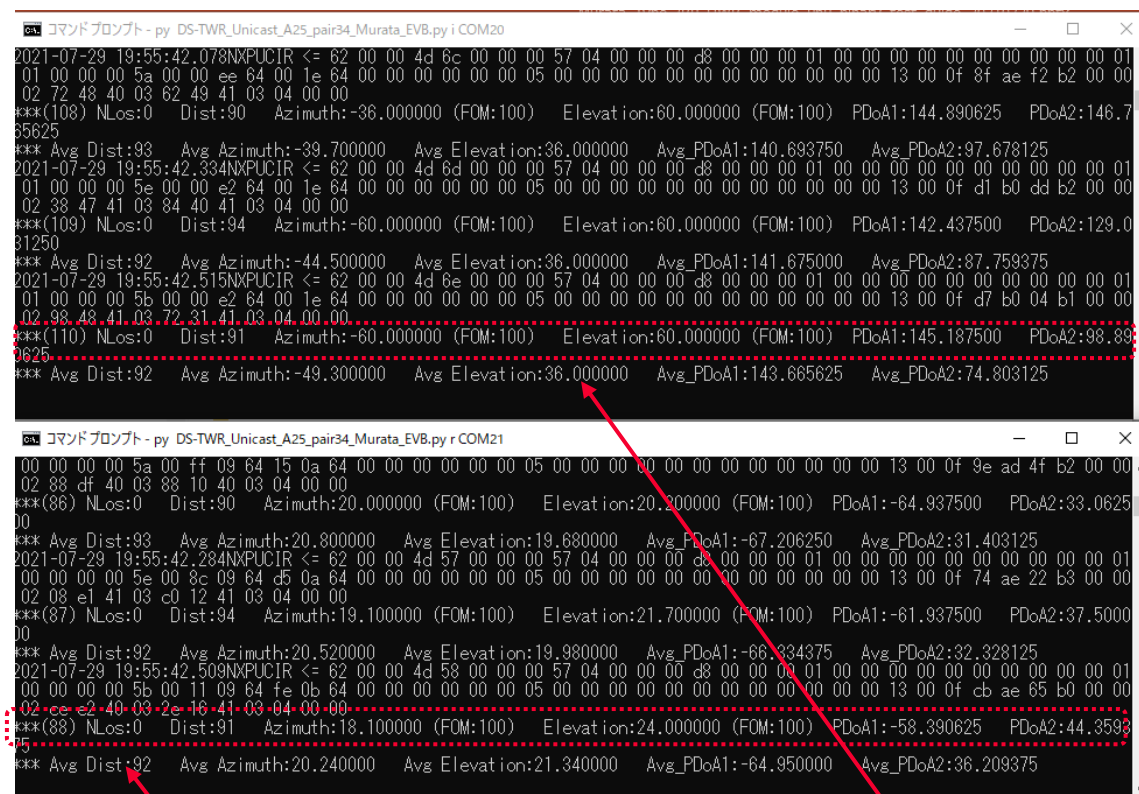 コマンド プロンプト - py DS-TWR_Unicast_A25_pair34_Murata_EVB.py i COM20
2021-07-29 19:55:42.078NXPUCIR <= 62 00 00 4d 6c 00 00 00 57 04 00 00 d8 00 00 00 01 00 00 00 00 00 00 01
01 00 00 00 5a 00 00 ee 64 00 1e 64 00 00 00 00 00 05 00 00 00 00 00 00 00 00 00 00 00 13 00 0f 8f ae f2 b2 00 00
02 72 48 40 03 62 49 41 03 04 00 00
***(108) NLos:0 Dist:90 Azimuth:-36.000000 (FOM:100) Elevation:60.000000 (FOM:100) PDoA1:144.890625 PDoA2:146.7
65625
*** Avg Dist:93 Avg Azimuth:-39.700000 Avg Elevation:36.000000 Avg_PDoA1:140.693750 Avg_PDoA2:97.678125
2021-07-29 19:55:42.334NXPUCIR <= 62 00 00 4d 6d 00 00 00 57 04 00 00 d8 00 00 00 01 00 00 00 00 00 00 01
01 00 00 00 5e 00 00 e2 64 00 1e 64 00 00 00 00 00 05 00 00 00 00 00 00 00 00 00 00 00 13 00 0f d1 b0 dd b2 00 00
02 38 47 41 03 84 40 41 03 04 00 00
***(109) NLos:0 Dist:94 Azimuth:-60.000000 (FOM:100) Elevation:60.000000 (FOM:100) PDoA1:142.437500 PDoA2:129.0
31250
*** Avg Dist:92 Avg Azimuth:-44.500000 Avg Elevation:36.000000 Avg_PDoA1:141.675000 Avg_PDoA2:87.759375
2021-07-29 19:55:42.515NXPUCIR <= 62 00 00 4d 6e 00 00 00 57 04 00 00 d8 00 00 00 01 00 00 00 00 00 00 01
01 00 00 00 5b 00 00 e2 64 00 1e 64 00 00 00 00 00 05 00 00 00 00 00 00 00 00 00 00 00 13 00 0f d7 b0 04 b1 00 00
02 98 48 41 03 72 31 41 03 04 00 00
***(110) NLos:0 Dist:91 Azimuth:-60.000000 (FOM:100) Elevation:60.000000 (FOM:100) PDoA1:145.187500 PDoA2:98.89
0625
*** Avg Dist:92 Avg Azimuth:-49.300000 Avg Elevation:36.000000 Avg_PDoA1:143.665625 Avg_PDoA2:74.803125
コマンド プロンプト - py DS-TWR_Unicast_A25_pair34_Murata_EVB.py r COM21
00 00 00 00 5a 00 ff 09 64 15 0a 64 00 00 00 00 00 05 00 00 00 00 00 00 00 00 00 00 00 13 00 0f 9e ad 4f b2 00 00
02 88 df 40 03 88 10 40 03 04 00 00
***(86) NLos:0 Dist:90 Azimuth:20.000000 (FOM:100) Elevation:20.200000 (FOM:100) PDoA1:-64.937500 PDoA2:33.0625
00
*** Avg Dist:93 Avg Azimuth:20.800000 Avg Elevation:19.680000 Avg_PDoA1:-67.206250 Avg_PDoA2:31.403125
2021-07-29 19:55:42.284NXPUCIR <= 62 00 00 4d 57 00 00 00 57 04 00 00 d8 00 00 00 01 00 00 00 00 00 00 01
00 00 00 00 5e 00 8c 09 64 d5 0a 64 00 00 00 00 00 05 00 00 00 00 00 00 00 00 00 00 00 13 00 0f 74 ae 22 b3 00 00
02 08 e1 41 03 c0 12 41 03 04 00 00
***(87) NLos:0 Dist:94 Azimuth:19.100000 (FOM:100) Elevation:21.700000 (FOM:100) PDoA1:-61.937500 PDoA2:37.5000
00
*** Avg Dist:92 Avg Azimuth:20.520000 Avg Elevation:19.980000 Avg_PDoA1:-66.334375 Avg_PDoA2:32.328125
2021-07-29 19:55:42.509NXPUCIR <= 62 00 00 4d 58 00 00 00 57 04 00 00 d8 00 00 00 01 00 00 00 00 00 00 01
00 00 00 00 5b 00 11 09 64 fe 0b 64 00 00 00 00 00 05 00 00 00 00 00 00 00 00 00 00 00 13 00 0f cb ae 65 b0 00 00
02 ce e2 40 03 2e 16 41 03 04 00 00
***(88) NLos:0 Dist:91 Azimuth:18.100000 (FOM:100) Elevation:24.000000 (FOM:100) PDoA1:-58.390625 PDoA2:44.3593
75
*** Avg Dist:92 Avg Azimuth:20.240000 Avg Elevation:21.340000 Avg_PDoA1:-64.950000 Avg_PDoA2:36.209375